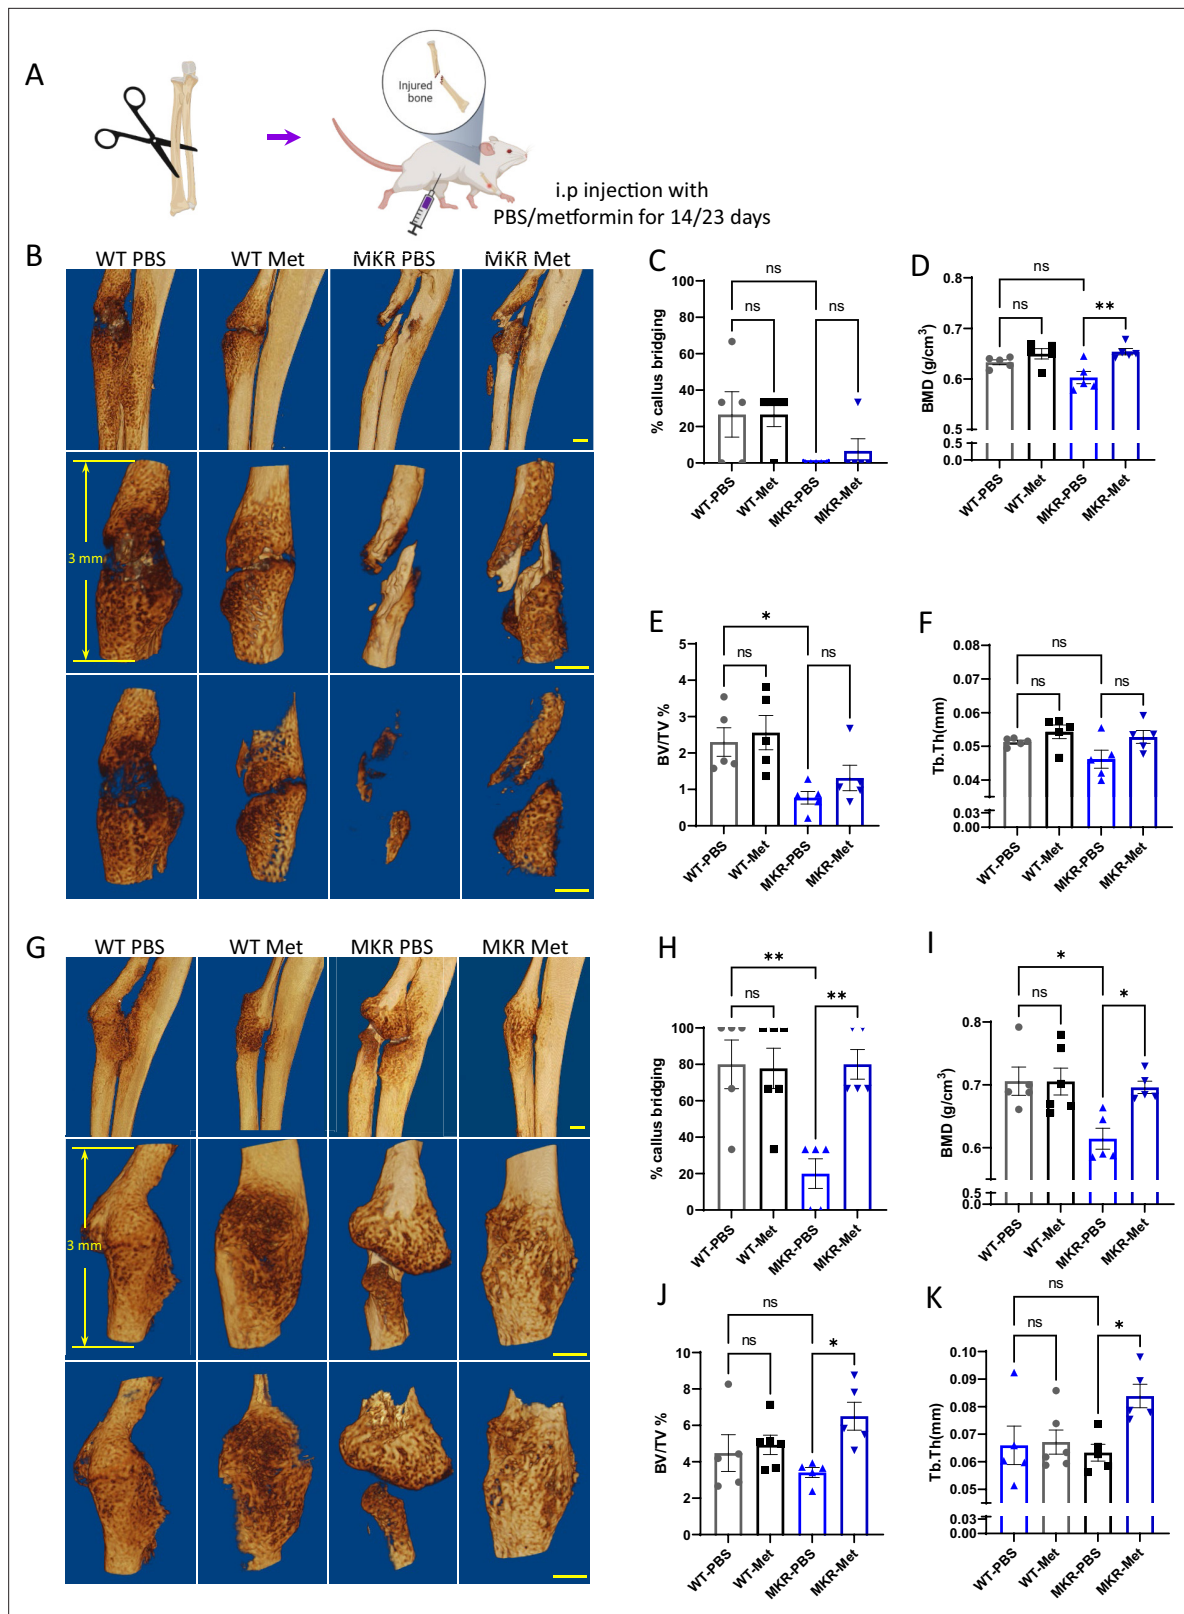 A
Injured
bone
i.p injection with
PBS/metformin for 14/23 days
B
WT PBS WT Met MKR PBS MKR Met
3 mm
C
ns
ns ns
% callus bridging
100
80
60
40
20
0
WT-PBS WT-Met MKR-PBS MKR-Met
D
ns
ns **
BMD (g/cm³)
0.8
0.7
0.6
0.5
0.5
0.0
WT-PBS WT-Met MKR-PBS MKR-Met
E
*
ns ns
BV/TV %
5
4
3
2
1
0
WT-PBS WT-Met MKR-PBS MKR-Met
F
ns
ns ns
Tb.Th(mm)
0.08
0.06
0.05
0.04
0.03
0.00
WT-PBS WT-Met MKR-PBS MKR-Met
G
WT PBS WT Met MKR PBS MKR Met
3 mm
H
**
ns **
% callus bridging
100
80
60
40
20
0
WT-PBS WT-Met MKR-PBS MKR-Met
I
*
ns *
BMD (g/cm³)
0.8
0.7
0.6
0.5
0.0
WT-PBS WT-Met MKR-PBS MKR-Met
J
ns
ns *
BV/TV %
10
8
6
4
2
0
WT-PBS WT-Met MKR-PBS MKR-Met
K
ns
ns *
Tb.Th(mm)
0.10
0.09
0.08
0.07
0.06
0.05
0.03
0.00
WT-PBS WT-Met MKR-PBS MKR-Met